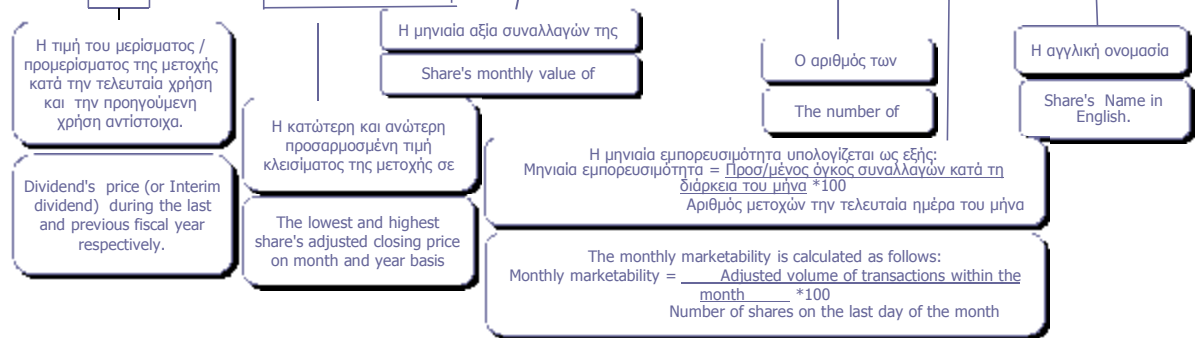 Η τιμή του μερίσματος /
προμερίσματος της μετοχής
κατά την τελευταία χρήση
και την προηγούμενη
χρήση αντίστοιχα.
Dividend's price (or Interim
dividend) during the last
and previous fiscal year
respectively.
Η κατώτερη και ανώτερη
προσαρμοσμένη τιμή
κλεισίματος της μετοχής σε
The lowest and highest
share's adjusted closing price
on month and year basis
Η μηνιαία αξία συναλλαγών της
Share's monthly value of
Η μηνιαία εμπορευσιμότητα υπολογίζεται ως εξής:
Μηνιαία εμπορευσιμότητα = Προσ/μένος όγκος συναλλαγών κατά τη
διάρκεια του μήνα *100
Αριθμός μετοχών την τελευταία ημέρα του μήνα
The monthly marketability is calculated as follows:
Monthly marketability = Adjusted volume of transactions within the
month *100
Number of shares on the last day of the month
Ο αριθμός των
The number of
Η αγγλική ονομασία
Share's Name in
English.